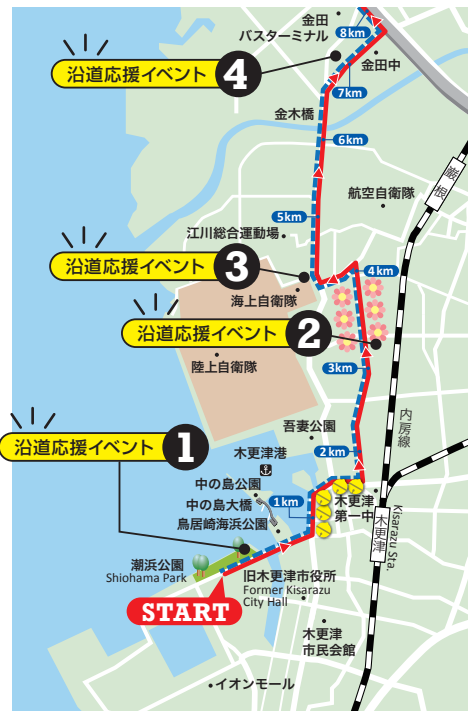 金田
バスターミナル
8km
金田中
沿道応援イベント 4
7km
金木橋
6km
巌根
航空自衛隊
5km
江川総合運動場
沿道応援イベント 3
4km
海上自衛隊
沿道応援イベント 2
陸上自衛隊
3km
内房線
吾妻公園
沿道応援イベント 1
2km
木更津港
中の島公園
木更津
第一中
1km
中の島大橋
鳥居崎海浜公園
木更津
Kisarazu Sta.
潮浜公園
Shiohama Park
旧木更津市役所
Former Kisarazu
City Hall
START
木更津
市民会館
イオンモール